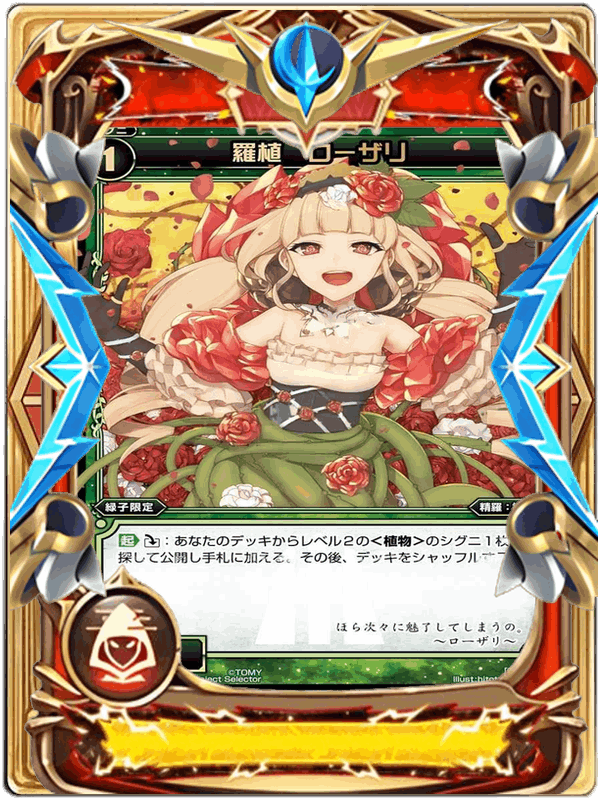 1
羅植 ローザリ
緑子限定
精羅:
起:あなたのデッキからレベル2の<植物>のシグニ1枚
探して公開し手札に加える。その後、デッキをシャッフル
ほら次々に魅了してしまうの。
~ローザリ~
©TOMY
Selector
Illust:hitot